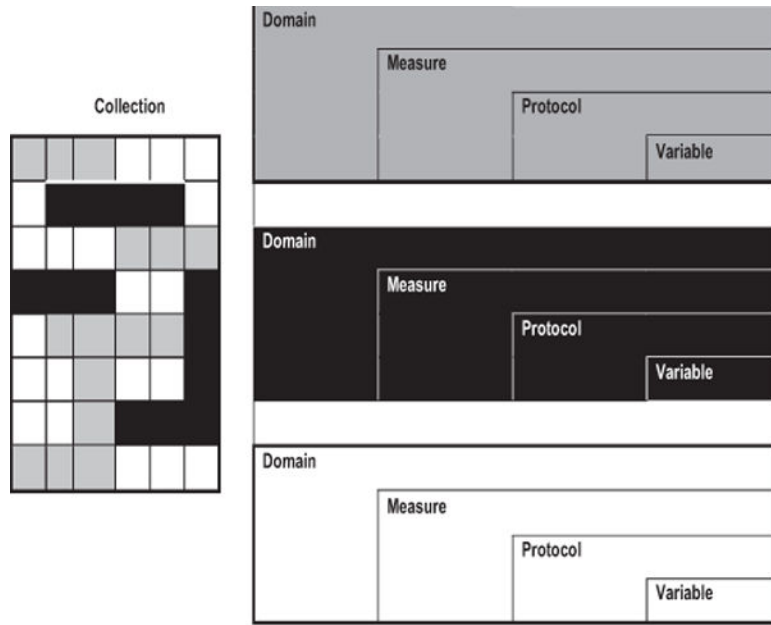 Collection
Domain
Measure
Protocol
Variable
Domain
Measure
Protocol
Variable
Domain
Measure
Protocol
Variable